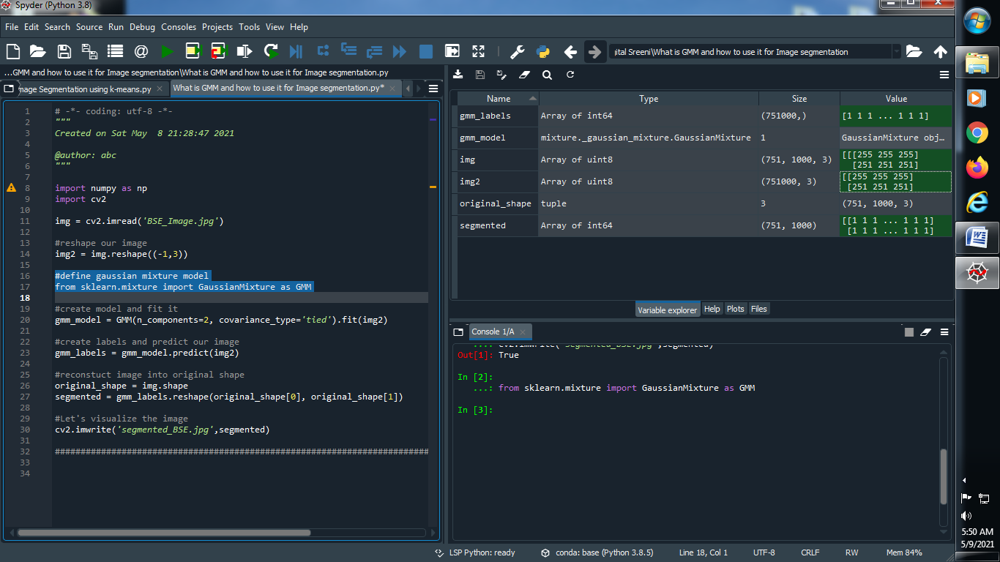 Spyder (Python 3.8)
File Edit Search Source Run Debug Consoles Projects Tools View Help
ital Sreeni\What is GMM and how to use it for Image segmentation
...GMM and how to use it for Image segmentation\What is GMM and how to use it for Image segmentation.py
mage Segmentation using k-means.py
What is GMM and how to use it for Image segmentation.py*
1 # -*- coding: utf-8 -*-
2 """
3 Created on Sat May  8 21:28:47 2021
4
5 @author: abc
6 """
7
8 import numpy as np
9 import cv2
10
11 img = cv2.imread('BSE_Image.jpg')
12
13 #reshape our image
14 img2 = img.reshape((-1,3))
15
16 #define gaussian mixture model
17 from sklearn.mixture import GaussianMixture as GMM
18
19 #create model and fit it
20 gmm_model = GMM(n_components=2, covariance_type='tied').fit(img2)
21
22 #create labels and predict our image
23 gmm_labels = gmm_model.predict(img2)
24
25 #reconstuct image into original shape
26 original_shape = img.shape
27 segmented = gmm_labels.reshape(original_shape[0], original_shape[1])
28
29 #Let's visualize the image
30 cv2.imwrite('segmented_BSE.jpg',segmented)
31
32 #########################################################################
33
34
Name Type Size Value
gmm_labels Array of int64 (751000,) [1 1 1 ... 1 1 1]
gmm_model mixture._gaussian_mixture.GaussianMixture 1 GaussianMixture obj…
img Array of uint8 (751, 1000, 3) [[[255 255 255]
[251 251 251]
img2 Array of uint8 (751000, 3) [[255 255 255]
[251 251 251]
original_shape tuple 3 (751, 1000, 3)
segmented Array of int64 (751, 1000) [[1 1 1 ... 1 1 1]
[1 1 1 ... 1 1 1]
Variable explorer Help Plots Files
Console 1/A
...: cv2.imwrite('segmented_BSE.jpg',segmented)
Out[1]: True
In [2]:
...: from sklearn.mixture import GaussianMixture as GMM
In [3]:
LSP Python: ready conda: base (Python 3.8.5) Line 18, Col 1 UTF-8 CRLF RW Mem 84%
5:50 AM
5/9/2021